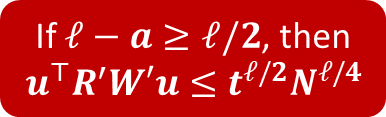 If ℓ − a ≥ ℓ/2, then
u⊤R′W′u ≤ t^{ℓ/2}N^{ℓ/4}